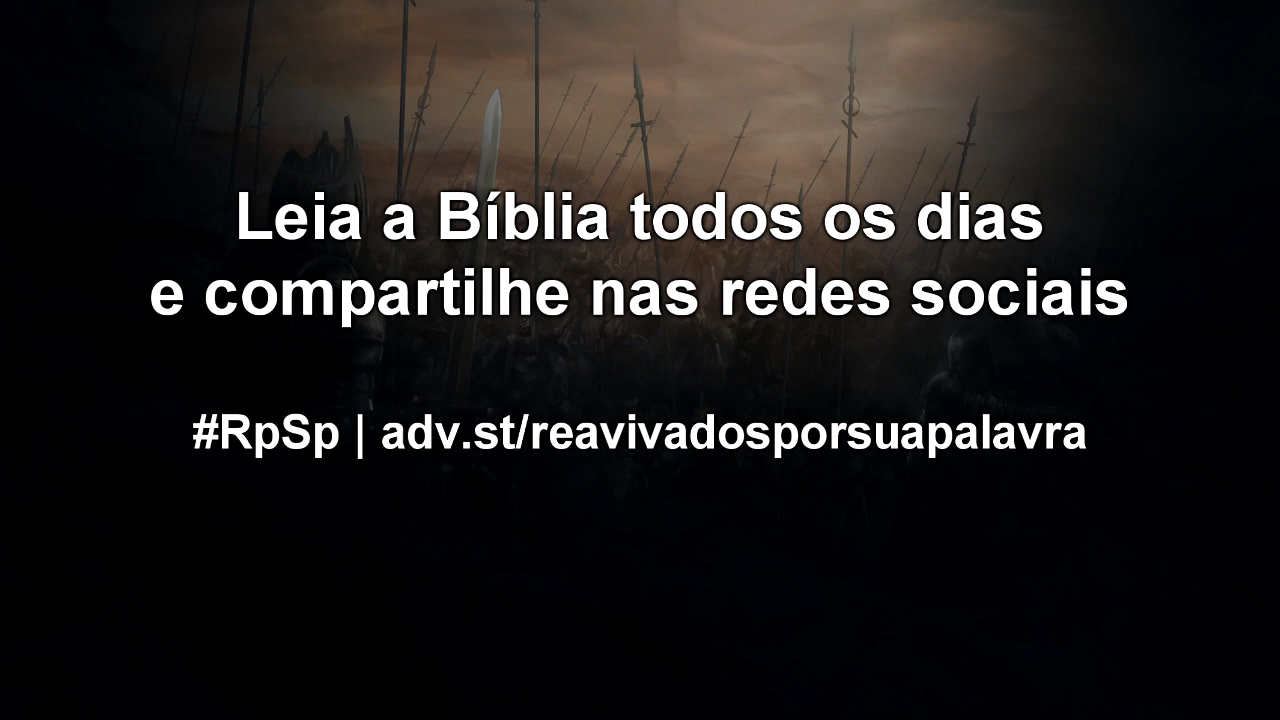 Leia a Bíblia todos os dias
e compartilhe nas redes sociais
#RpSp | adv.st/reavivadosporsuapalavra